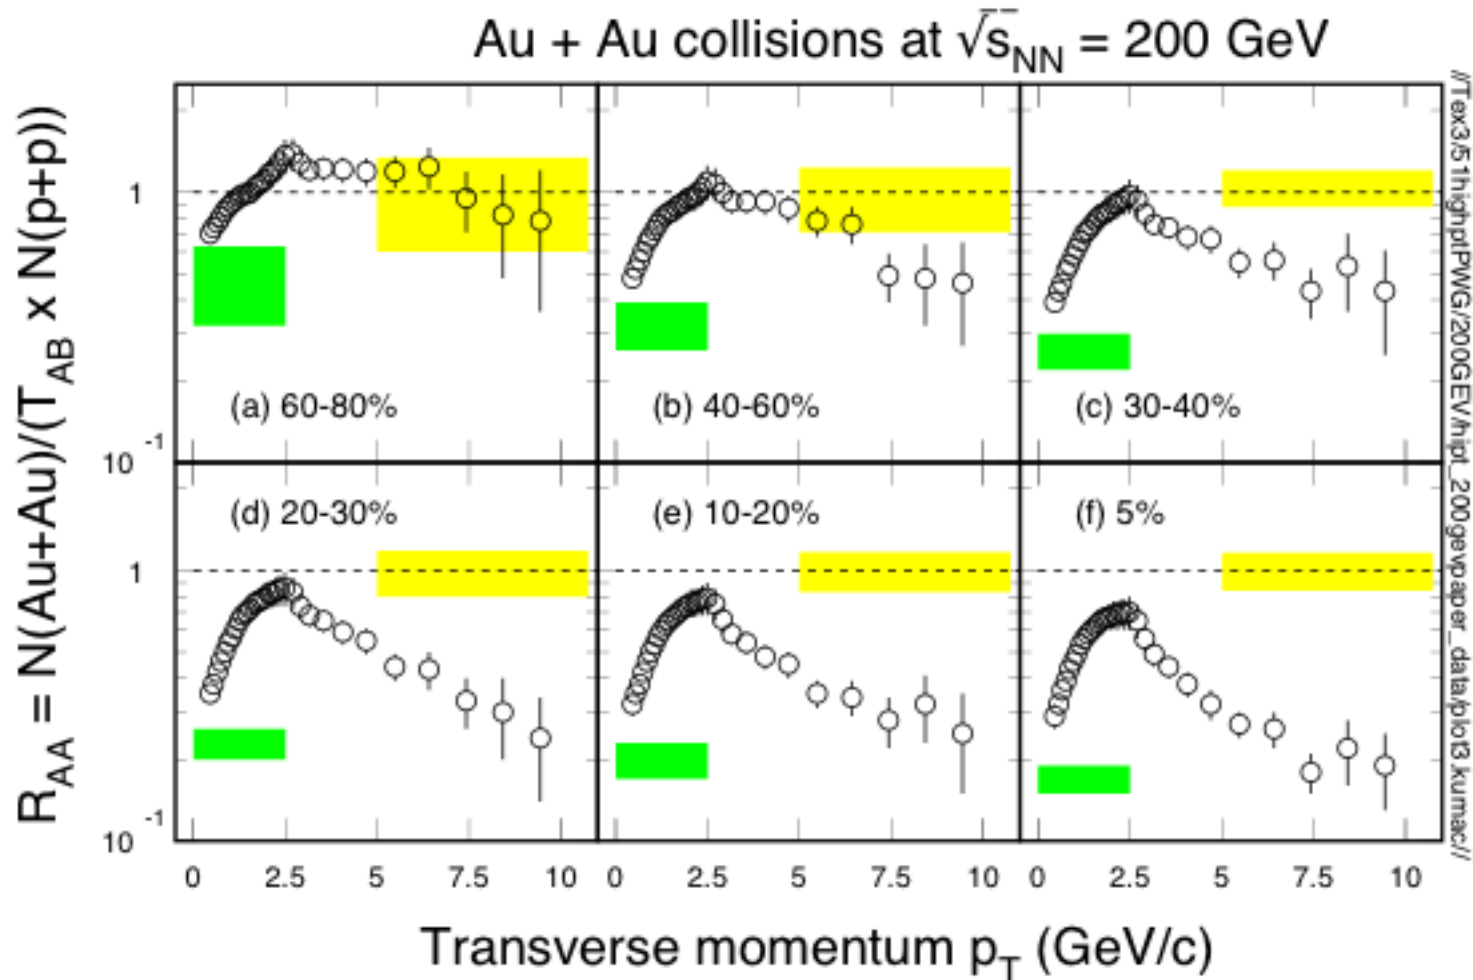 Au + Au collisions at √s_NN = 200 GeV
R_AA = N(Au+Au)/(T_AB x N(p+p))
1
10 -1
(a) 60-80%
(b) 40-60%
(c) 30-40%
1
10 -1
(d) 20-30%
(e) 10-20%
(f) 5%
0 2.5 5 7.5 10
0 2.5 5 7.5 10
0 2.5 5 7.5 10
Transverse momentum p_T (GeV/c)
//Tex3/51highptPWG/200GEV/hipt_200gevpaper_data/plot3.kumac//